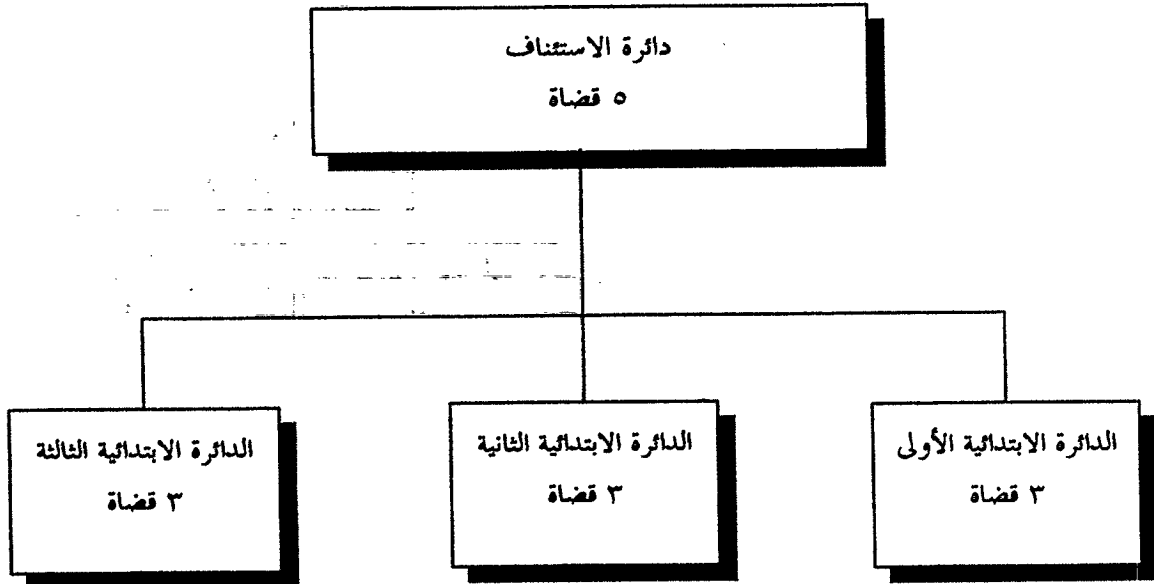 دائرة الاستئناف
٥ قضاة
الدائرة الابتدائية الأولى
٣ قضاة
الدائرة الابتدائية الثانية
٣ قضاة
الدائرة الابتدائية الثالثة
٣ قضاة